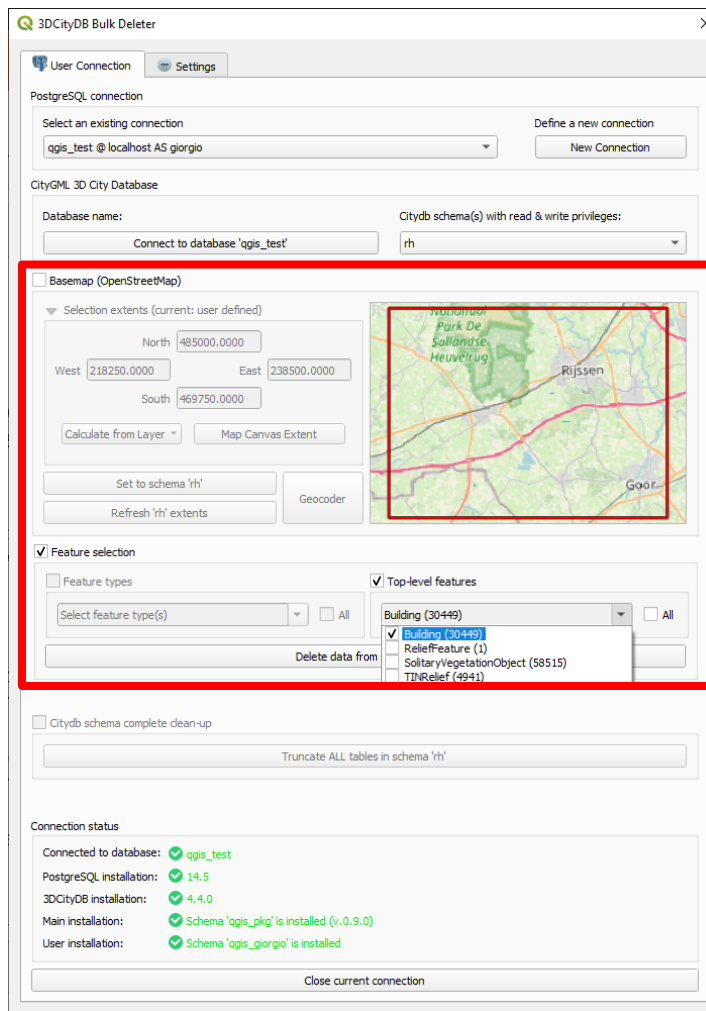 3DCityDB Bulk Deleter
User Connection
Settings
PostgreSQL connection
Select an existing connection
Define a new connection
qgis_test @ localhost AS giorgio
New Connection
CityGML 3D City Database
Database name:
Citydb schema(s) with read & write privileges:
Connect to database 'qgis_test'
rh
Basemap (OpenStreetMap)
Selection extents (current: user defined)
North 485000.0000
West 218250.0000 East 238500.0000
South 469750.0000
Calculate from Layer
Map Canvas Extent
Set to schema 'rh'
Refresh 'rh' extents
Geocoder
Nationaal
Park De
Sallandse
Heuvelrug
Rijssen
Goor
Feature selection
Feature types
Top-level features
Select feature type(s)
All
Building (30449)
All
Building (30449)
ReliefFeature (1)
SolitaryVegetationObject (58515)
TINRelief (4941)
Delete data from
Citydb schema complete clean-up
Truncate ALL tables in schema 'rh'
Connection status
Connected to database: qgis_test
PostgreSQL installation: 14.5
3DCityDB installation: 4.4.0
Main installation: Schema 'qgis_pkg' is installed (v.0.9.0)
User installation: Schema 'qgis_giorgio' is installed
Close current connection